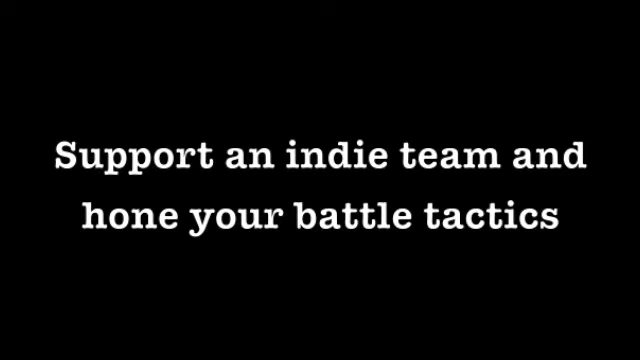 Support an indie team and
hone your battle tactics